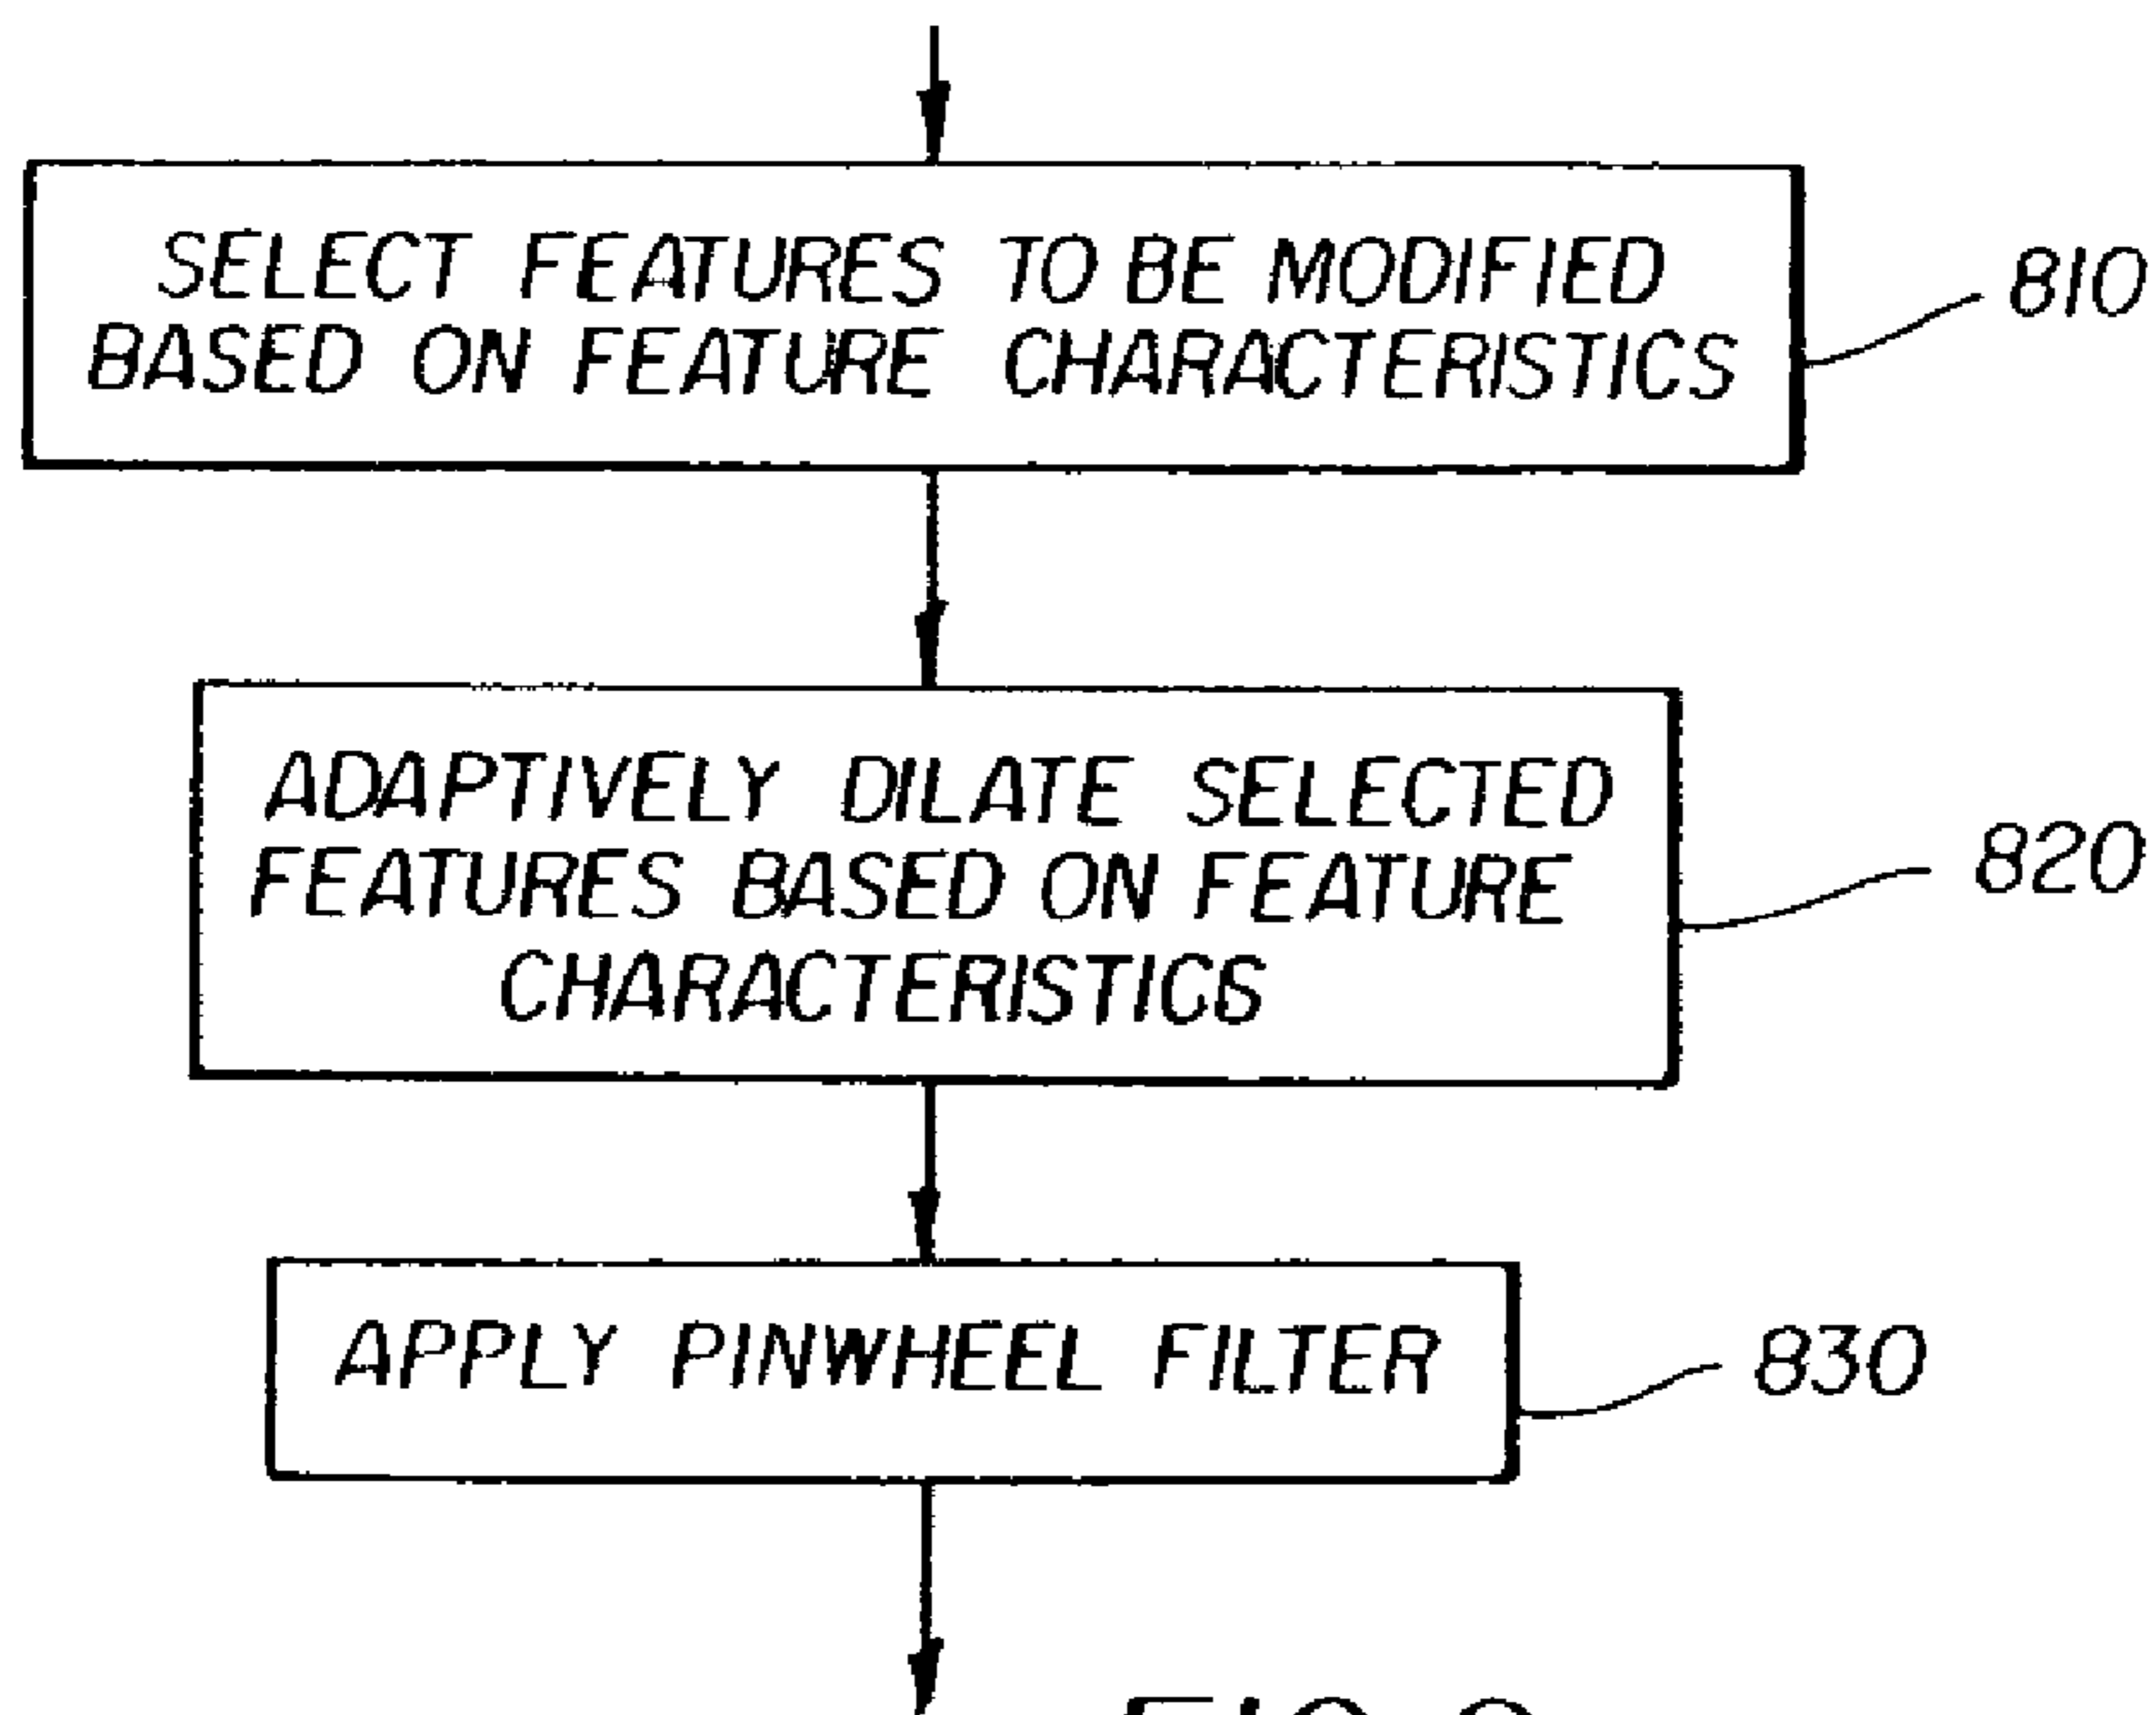 SELECT FEATURES TO BE MODIFIED
BASED ON FEATURE CHARACTERISTICS
810
ADAPTIVELY DILATE SELECTED
FEATURES BASED ON FEATURE
CHARACTERISTICS
820
APPLY PINWHEEL FILTER
830